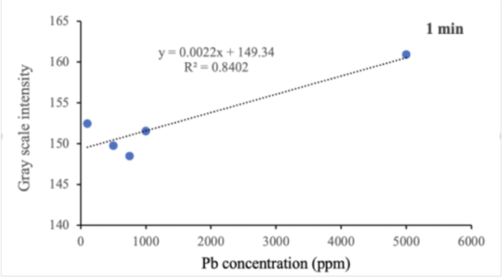 165
1 min
160
y = 0.0022x + 149.34
R² = 0.8402
155
Gray scale intensity
150
145
140
0 1000 2000 3000 4000 5000 6000
Pb concentration (ppm)